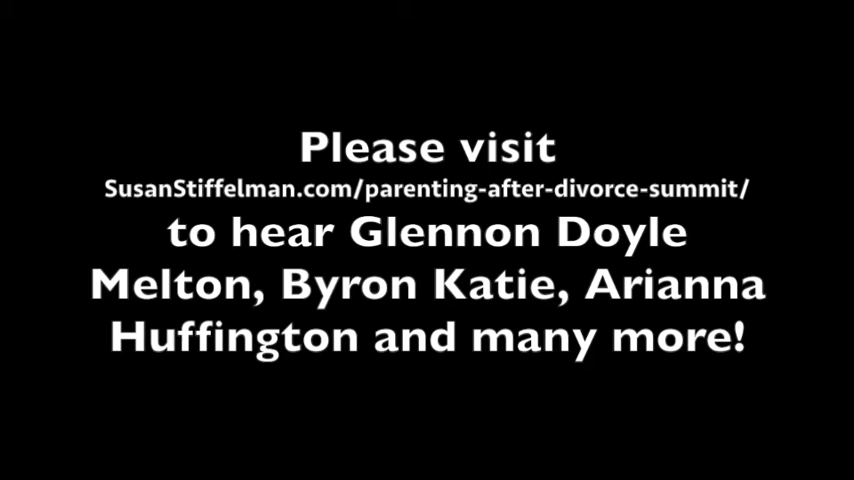 Please visit
SusanStiffelman.com/parenting-after-divorce-summit/
to hear Glennon Doyle
Melton, Byron Katie, Arianna
Huffington and many more!